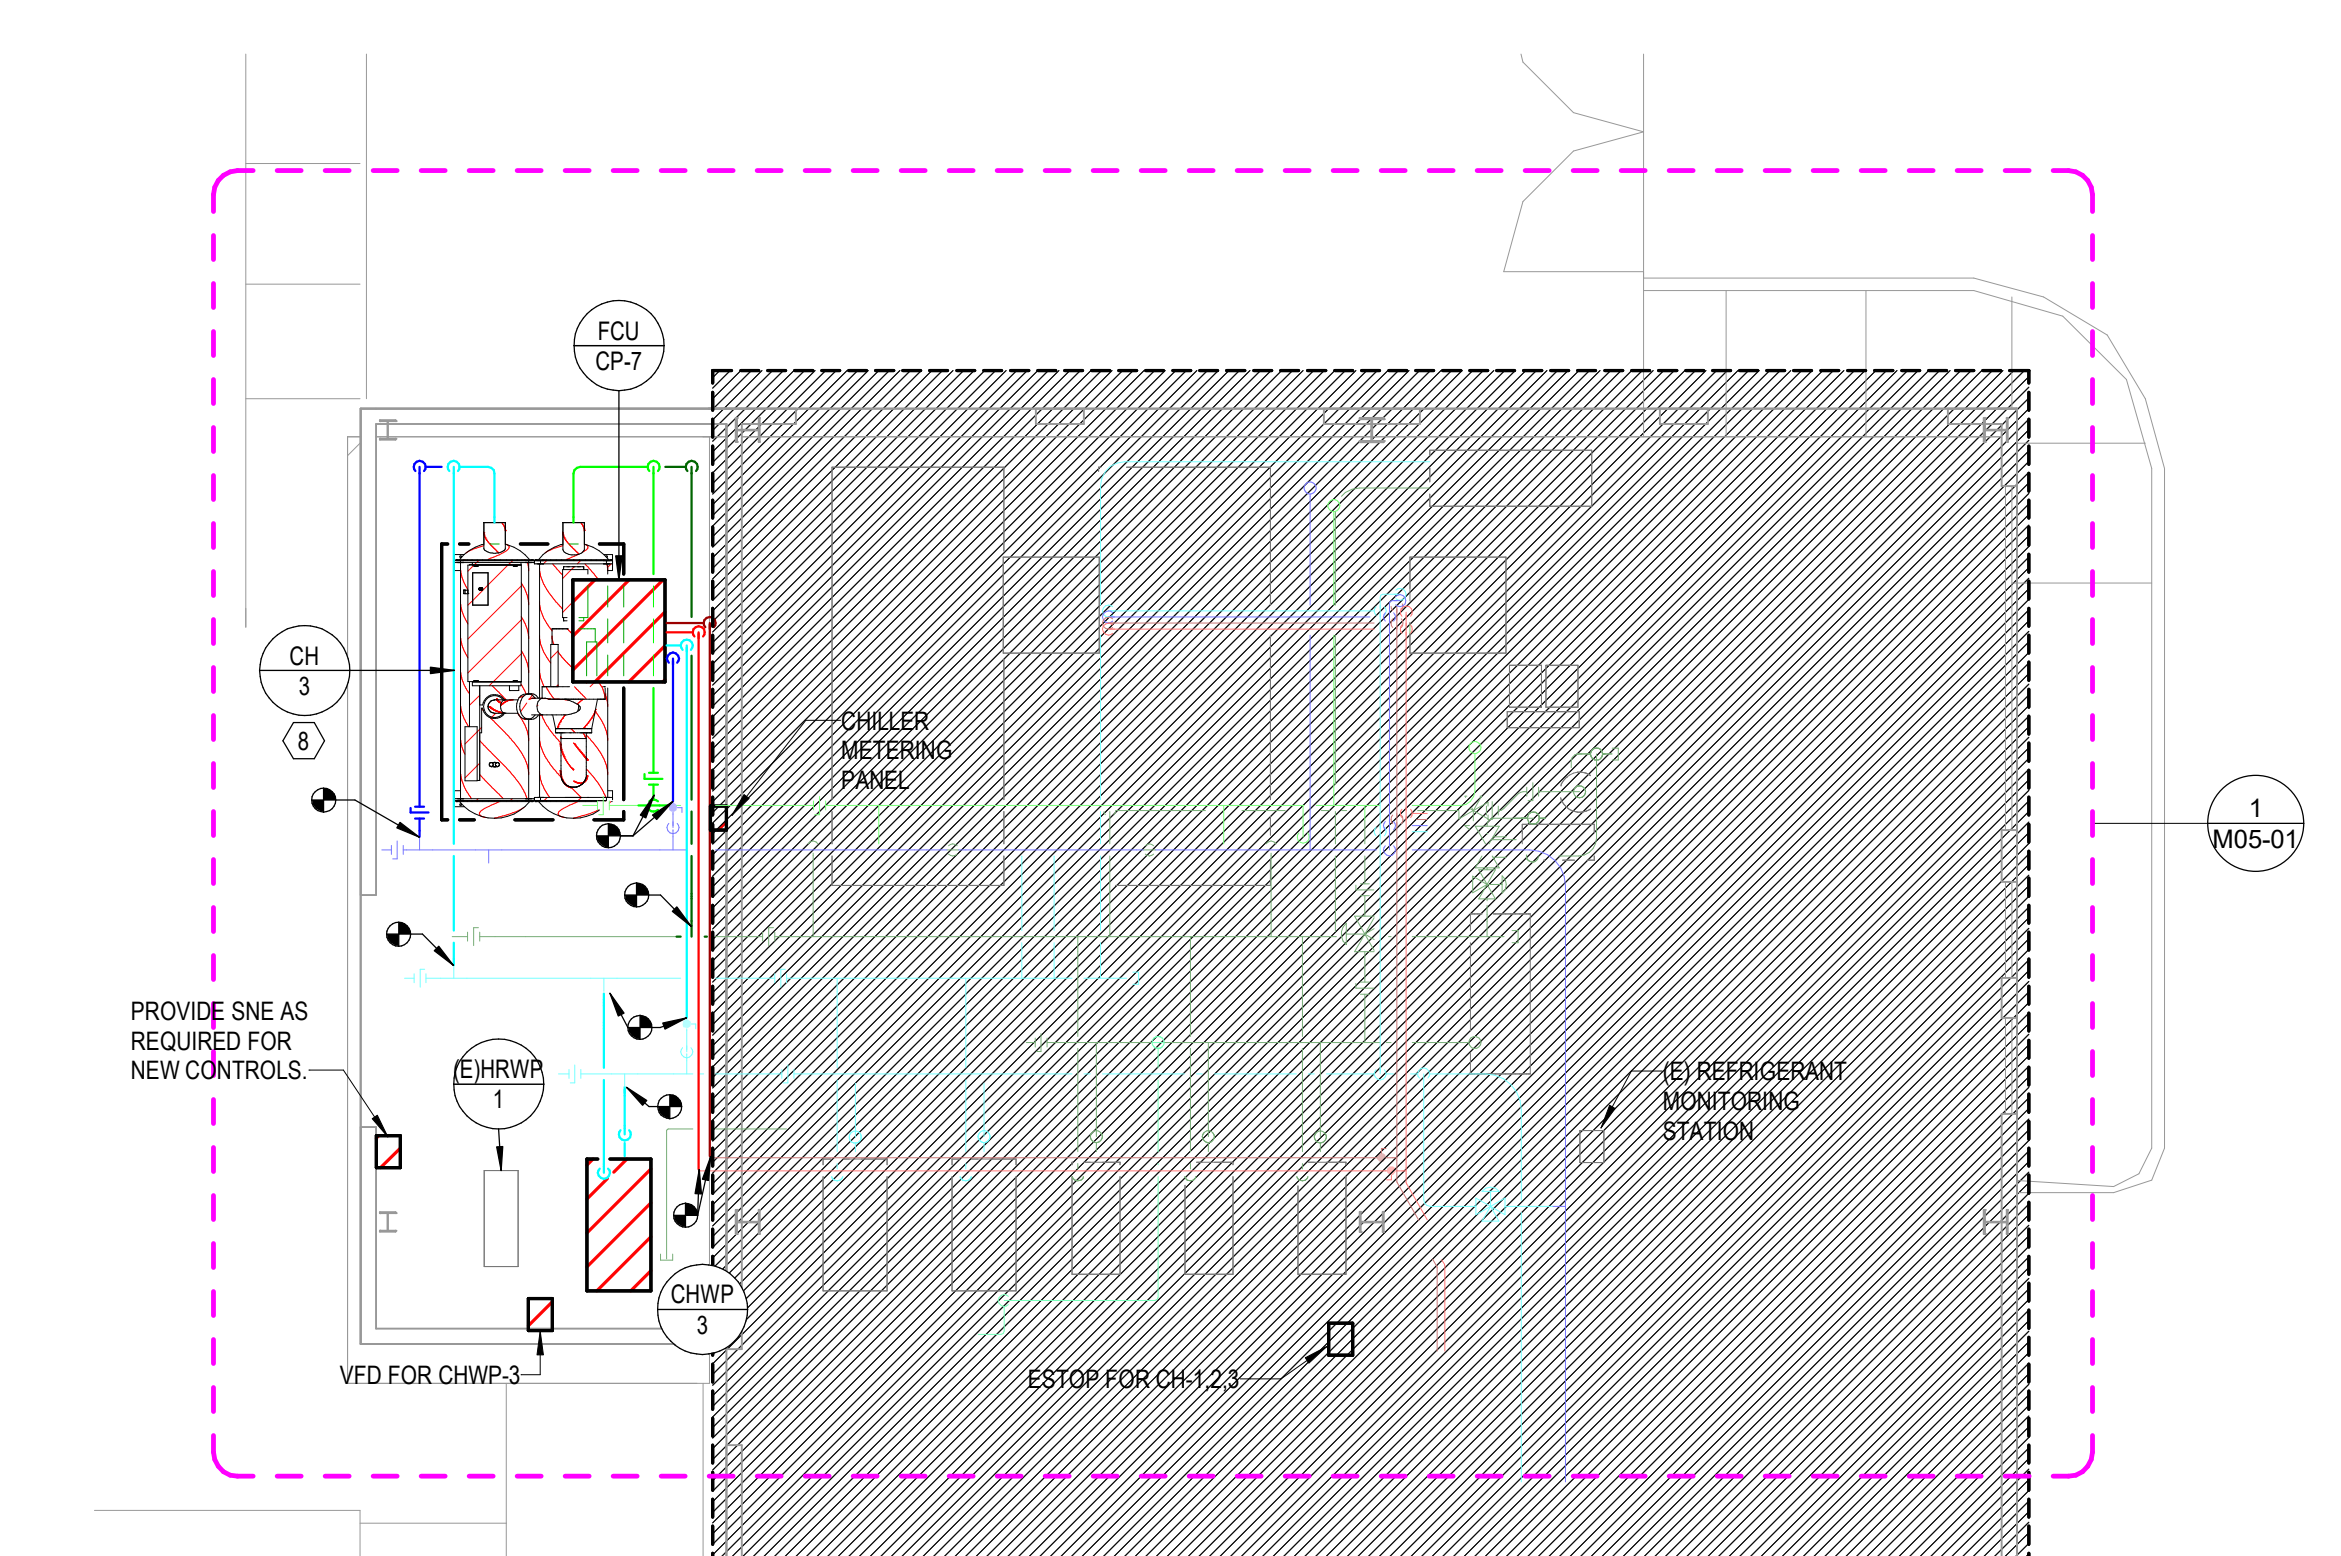 FCU
CP-7
CH
3
8
CHILLER
METERING
PANEL
1
M05-01
PROVIDE SNE AS
REQUIRED FOR
NEW CONTROLS.
(E)HRWP
1
(E) REFRIGERANT
MONITORING
STATION
CHWP
3
VFD FOR CHWP-3
ESTOP FOR CH-1,2,3